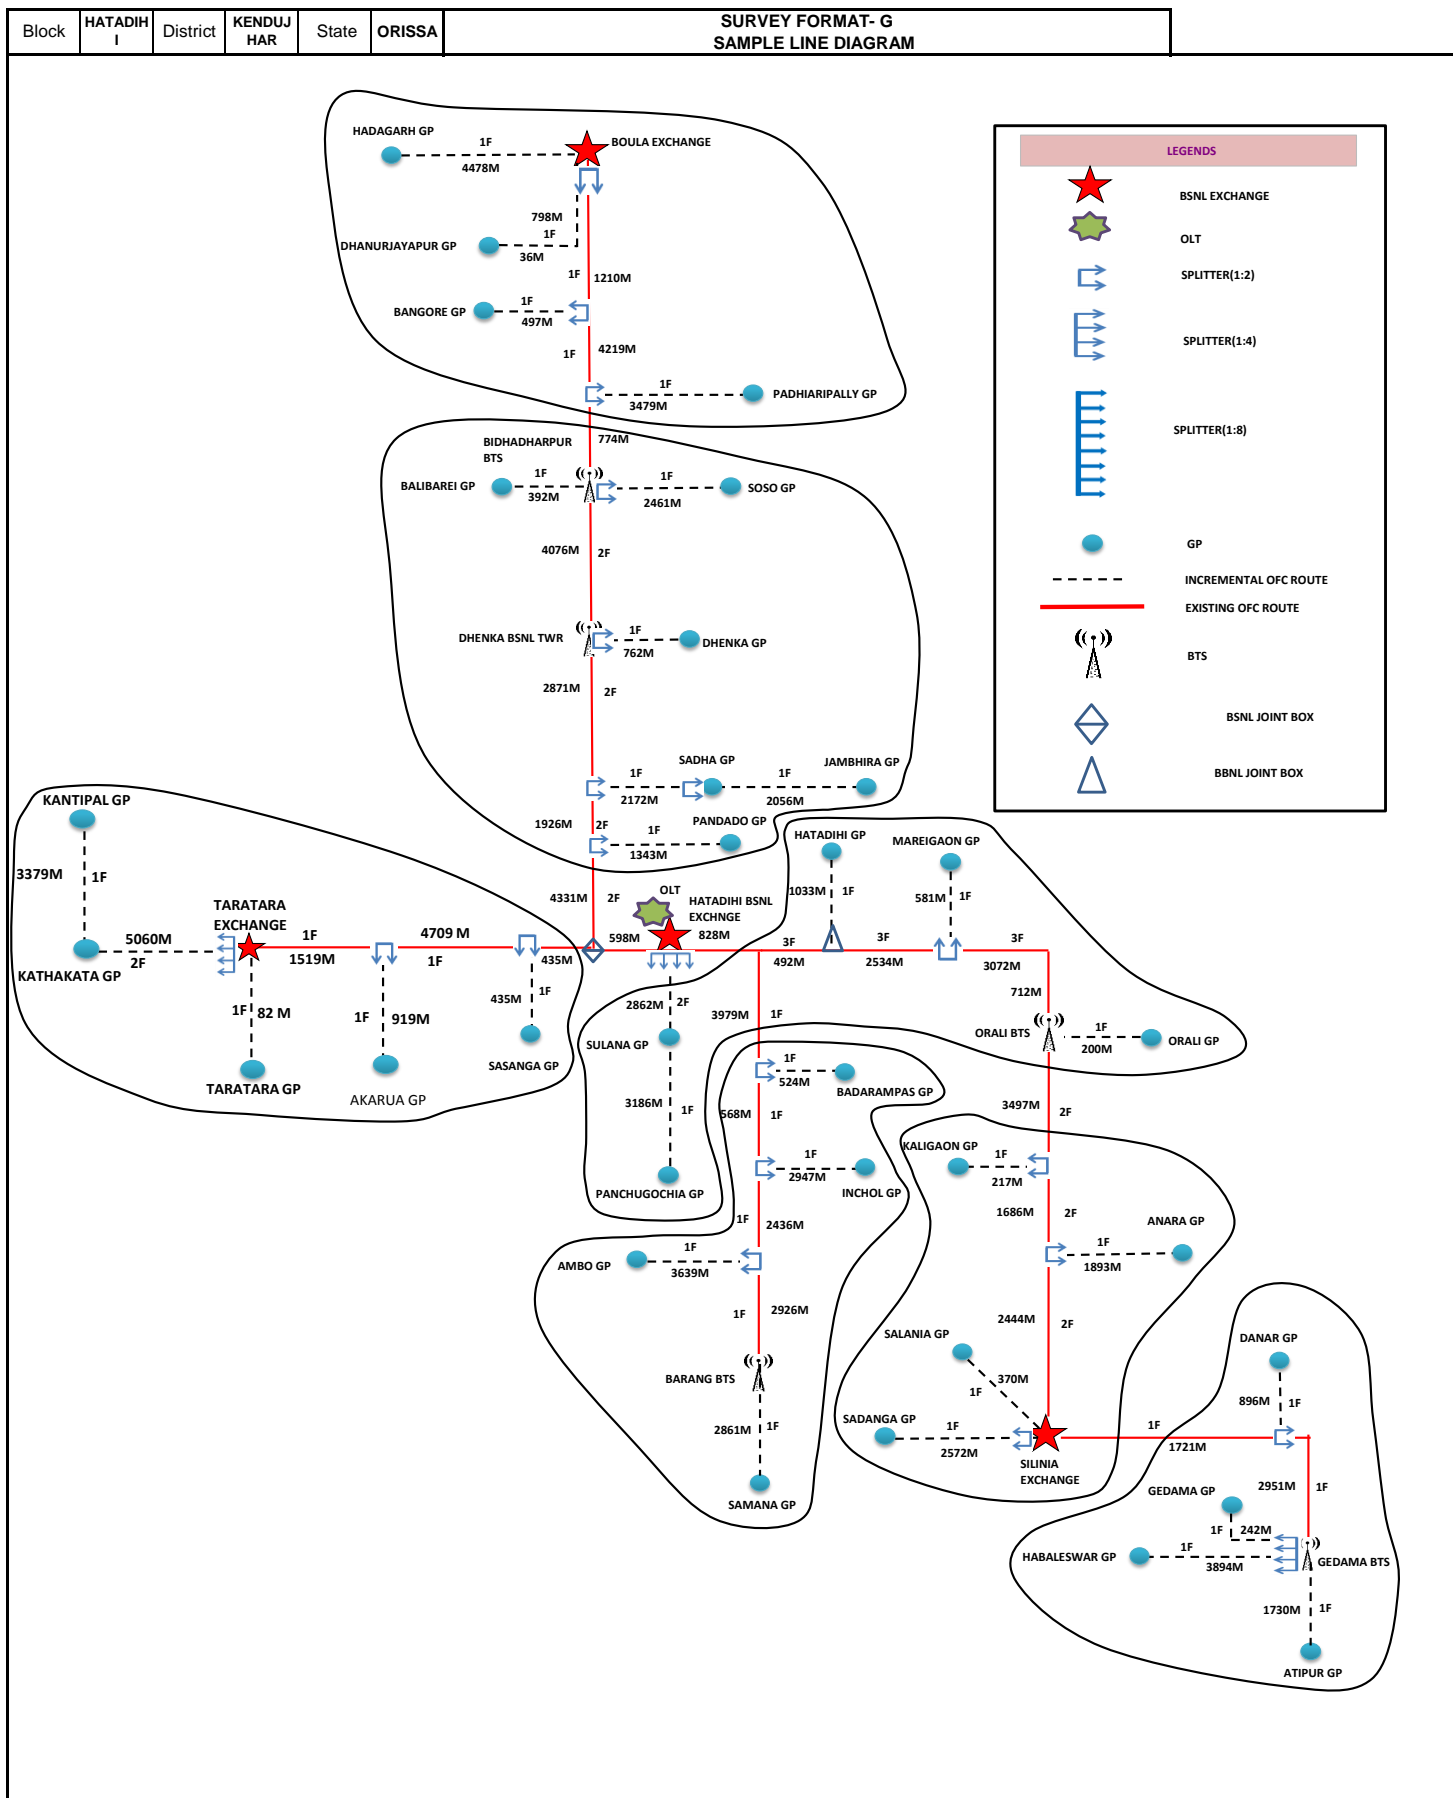 Block
HATADIH
I
District
KENDUJ
HAR
State
ORISSA
SURVEY FORMAT- G
SAMPLE LINE DIAGRAM
HADAGARH GP
1F
4478M
BOULA EXCHANGE
798M
1F
DHANURJAYAPUR GP
36M
1F
1210M
BANGORE GP
1F
497M
1F
4219M
1F
3479M
PADHIARIPALLY GP
774M
BIDHADHARPUR
BTS
BALIBAREI GP
1F
392M
1F
2461M
SOSO GP
4076M
2F
DHENKA BSNL TWR
1F
762M
DHENKA GP
2871M
2F
SADHA GP
JAMBHIRA GP
1F
2172M
1F
2056M
1926M
2F
PANDADO GP
1F
1343M
LEGENDS
BSNL EXCHANGE
OLT
SPLITTER(1:2)
SPLITTER(1:4)
SPLITTER(1:8)
GP
INCREMENTAL OFC ROUTE
EXISTING OFC ROUTE
BTS
BSNL JOINT BOX
BBNL JOINT BOX
KANTIPAL GP
3379M
1F
KATHAKATA GP
5060M
2F
TARATARA
EXCHANGE
1F
1519M
4709 M
1F
435M
1F
82 M
TARATARA GP
1F
919M
AKARUA GP
435M
1F
SASANGA GP
4331M
2F
598M
OLT
HATADIHI BSNL
EXCHNGE
828M
2862M
2F
SULANA GP
3186M
1F
PANCHUGOCHIA GP
HATADIHI GP
1033M
1F
MAREIGAON GP
581M
1F
3F
492M
3F
2534M
3F
3072M
712M
ORALI BTS
1F
200M
ORALI GP
3979M
1F
1F
524M
BADARAMPAS GP
568M
1F
1F
2947M
INCHOL GP
1F
2436M
AMBO GP
1F
3639M
1F
2926M
BARANG BTS
2861M
1F
SAMANA GP
3497M
2F
KALIGAON GP
1F
217M
1686M
2F
ANARA GP
1F
1893M
2444M
2F
SALANIA GP
370M
1F
SADANGA GP
1F
2572M
SILINIA
EXCHANGE
1F
1721M
DANAR GP
896M
1F
2951M
1F
GEDAMA GP
1F
242M
HABALESWAR GP
1F
3894M
GEDAMA BTS
1730M
1F
ATIPUR GP